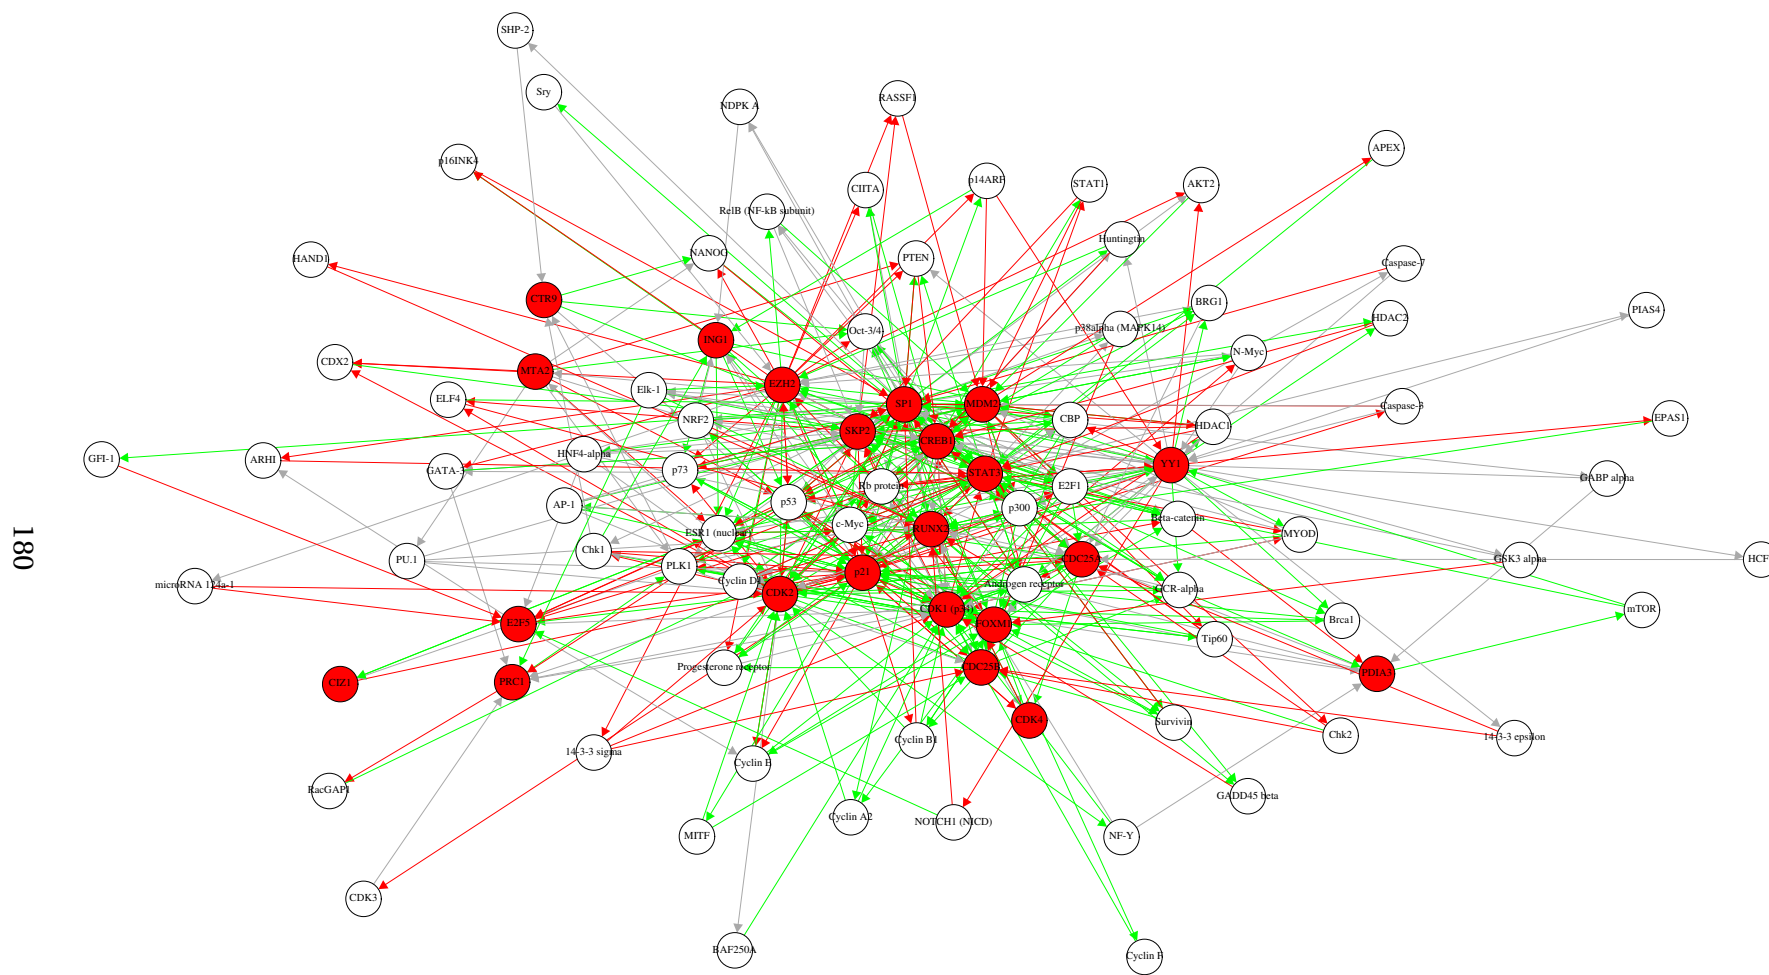 SHP-2
Sry
NDPK A
RASSF1
p16INK4
APEX
CIITA
p14ARF
STAT1
AKT2
RelB (NF-kB subunit)
Huntingtin
NANOG
PTEN
HAND1
Caspase-7
CTR9
BRG1
PIAS4
HDAC2
p38alpha (MAPK14)
Oct-3/4
ING1
N-Myc
CDX2
MTA2
EZH2
Elk-1
ELF4
SP1
MDM2
Caspase-3
NRF2
CBP
HDAC1
EPAS1
SKP2
CREB1
GFI-1
ARHI
HNF4-alpha
GATA-3
p73
STAT3
YY1
GABP alpha
Rb protein
E2F1
AP-1
p53
p300
Beta-catenin
c-Myc
ESR1 (nuclear)
RUNX2
MYOD
Chk1
PU.1
CDC25A
GSK3 alpha
HCF
PLK1
p21
microRNA 124a-1
Cyclin D1
CDK2
Androgen receptor
GCR-alpha
180
CDK1 (p34)
mTOR
E2F5
FOXM1
Brca1
Tip60
Progesterone receptor
CDC25B
PDIA3
CIZ1
PRC1
CDK4
Survivin
Chk2
14-3-3 epsilon
Cyclin B1
14-3-3 sigma
Cyclin E
RacGAP1
GADD45 beta
Cyclin A2
NOTCH1 (NICD)
MITF
NF-Y
CDK3
BAF250A
Cyclin F